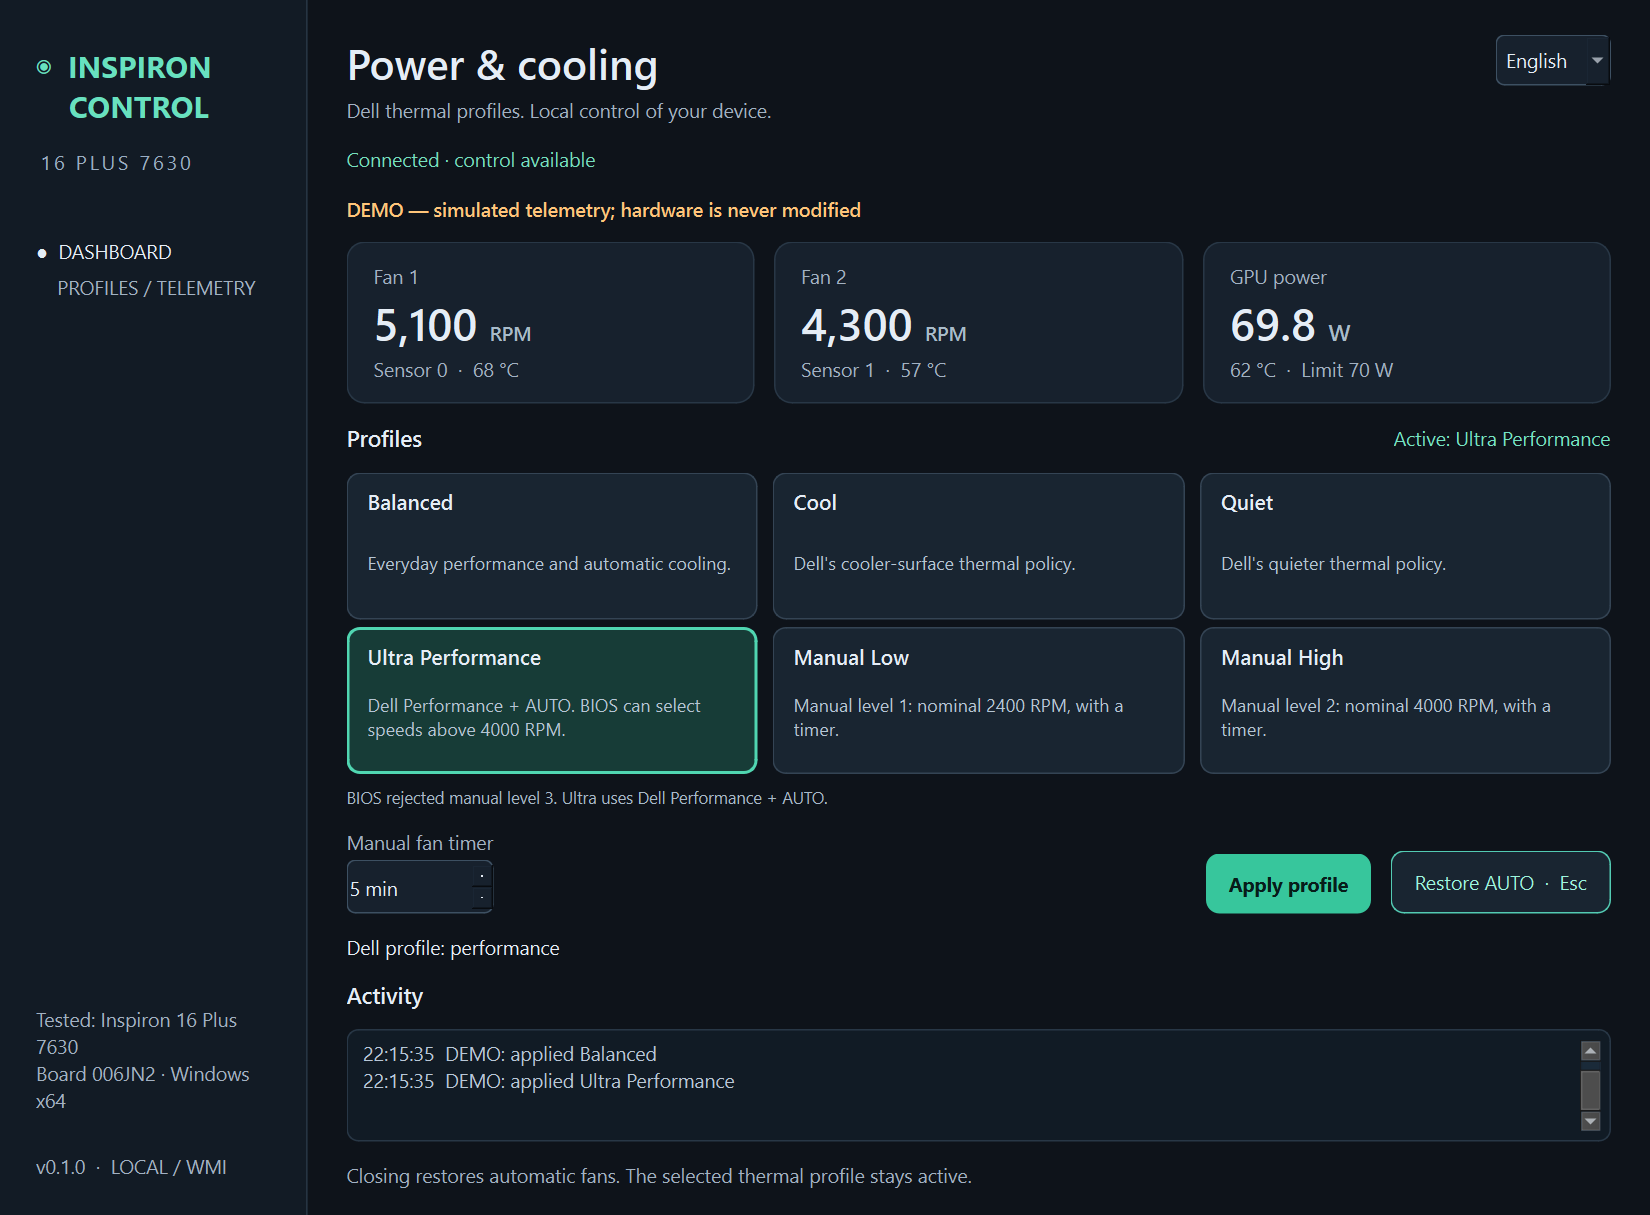 INSPIRON
CONTROL
16 PLUS 7630
DASHBOARD
PROFILES / TELEMETRY
Tested: Inspiron 16 Plus
7630
Board 006JN2 · Windows
x64
v0.1.0 · LOCAL / WMI
Power & cooling
English
Dell thermal profiles. Local control of your device.
Connected · control available
DEMO — simulated telemetry; hardware is never modified
Fan 1
5,100 RPM
Sensor 0 · 68 °C
Fan 2
4,300 RPM
Sensor 1 · 57 °C
GPU power
69.8 W
62 °C · Limit 70 W
Profiles
Active: Ultra Performance
Balanced
Everyday performance and automatic cooling.
Cool
Dell's cooler-surface thermal policy.
Quiet
Dell's quieter thermal policy.
Ultra Performance
Dell Performance + AUTO. BIOS can select
speeds above 4000 RPM.
Manual Low
Manual level 1: nominal 2400 RPM, with a
timer.
Manual High
Manual level 2: nominal 4000 RPM, with a
timer.
BIOS rejected manual level 3. Ultra uses Dell Performance + AUTO.
Manual fan timer
5 min
Apply profile
Restore AUTO · Esc
Dell profile: performance
Activity
22:15:35 DEMO: applied Balanced
22:15:35 DEMO: applied Ultra Performance
Closing restores automatic fans. The selected thermal profile stays active.